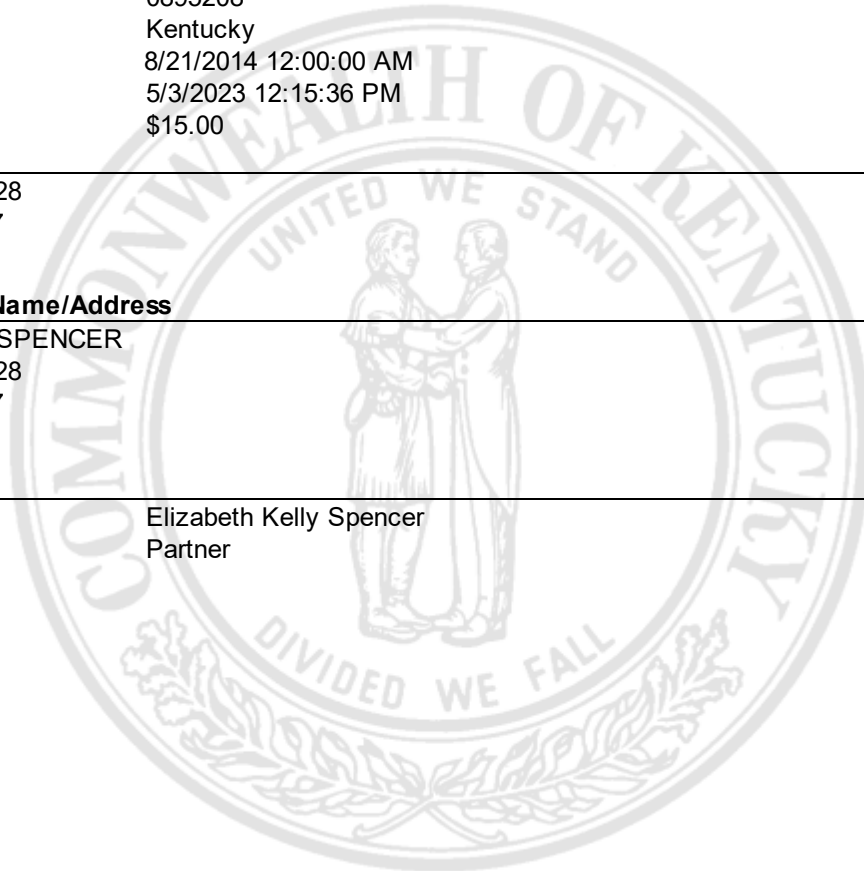 Kentucky
8/21/2014 12:00:00 AM
5/3/2023 12:15:36 PM
$15.00
28
Name/Address
SPENCER
28
Elizabeth Kelly Spencer
Partner
COMMONWEALTH OF KENTUCKY
UNITED WE STAND
DIVIDED WE FALL